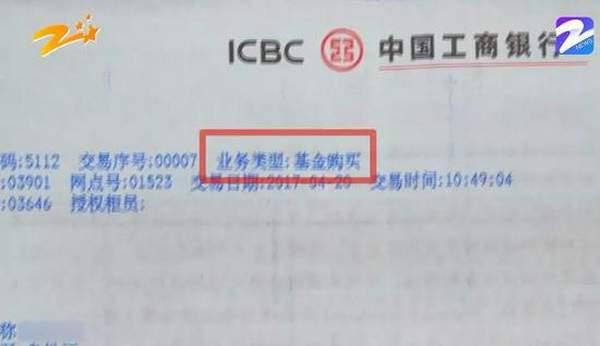 ICBC 中国工商银行
NEWS
码:5112 交易序号:00007 业务类型:基金购买
:03901 网点号:01523 交易日期:2017-04-20 交易时间:10:49:04
:03646 授权柜员:
称